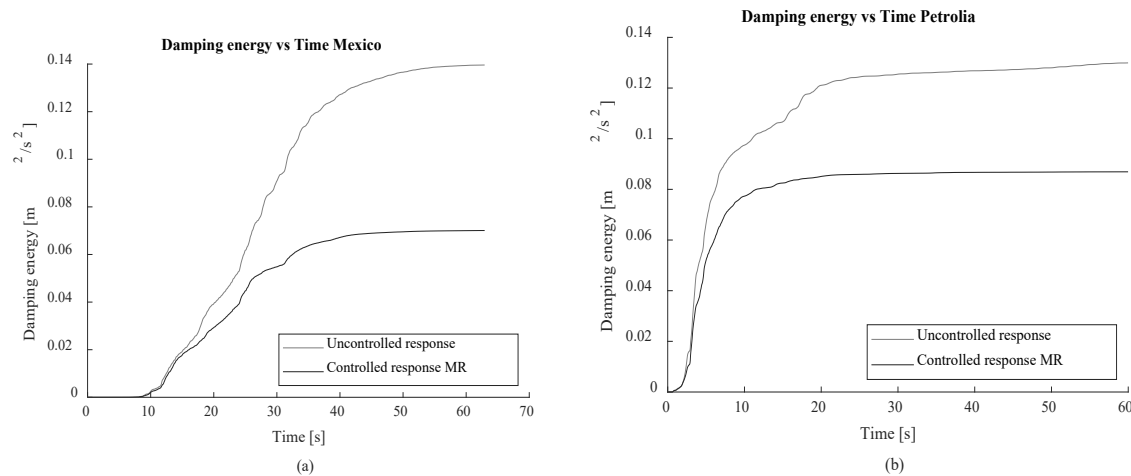 Damping energy vs Time Mexico
0.14
0.12
0.1
0.08
0.06
0.04
0.02
0
Damping energy [m 2/s 2 ]
0 10 20 30 40 50 60 70
Time [s]
Uncontrolled response
Controlled response MR
(a)
Damping energy vs Time Petrolia
0.14
0.12
0.1
0.08
0.06
0.04
0.02
0
Damping energy [m 2/s 2 ]
0 10 20 30 40 50 60
Time [s]
Uncontrolled response
Controlled response MR
(b)